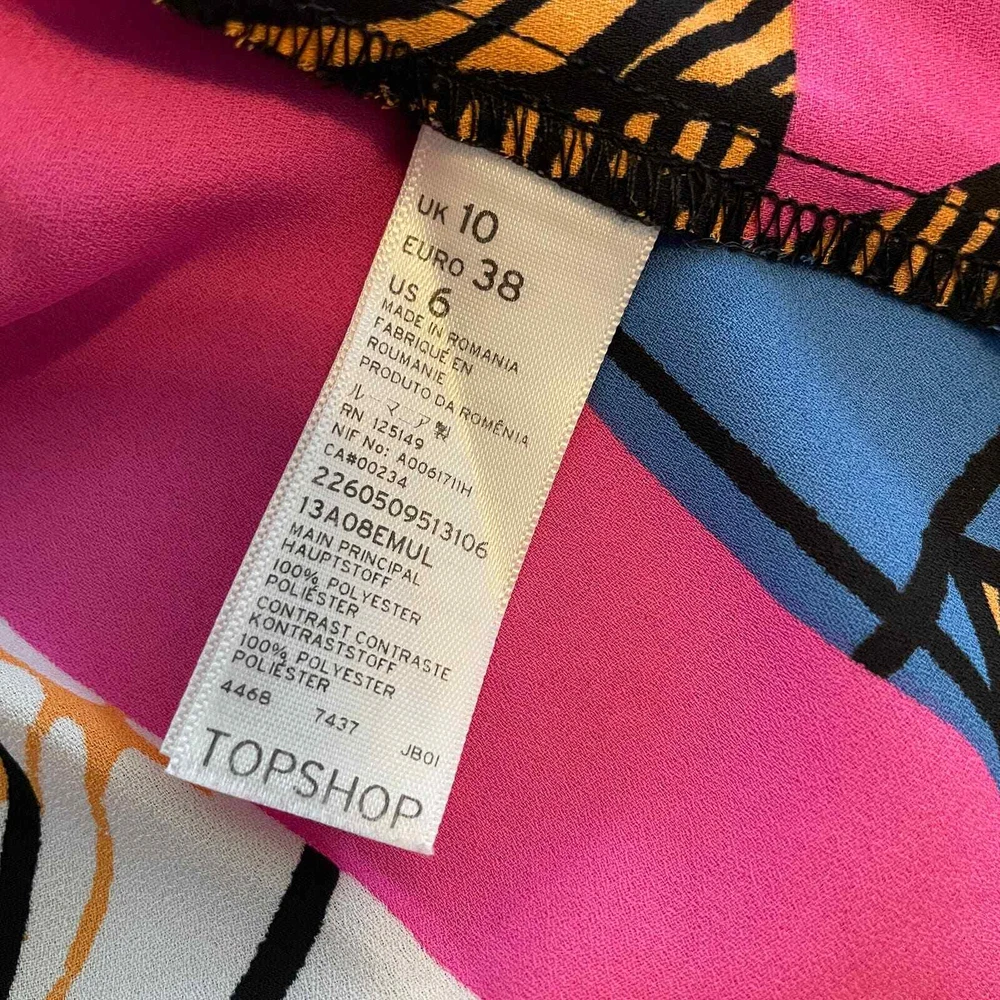 UK 10
EURO 38
US 6
MADE IN ROMANIA
FABRIQUÉ EN
ROUMANIE
PRODUTO DA ROMÊNIA
ルーマニア製
RN 125149
NIF No: A0061711H
CA#00234
2260509513106
13A08EMUL
MAIN PRINCIPAL
HAUPTSTOFF
100% POLYESTER
POLIÉSTER
CONTRAST CONTRASTE
KONTRASTSTOFF
100% POLYESTER
POLIÉSTER
4468 7437 JB01
TOPSHOP